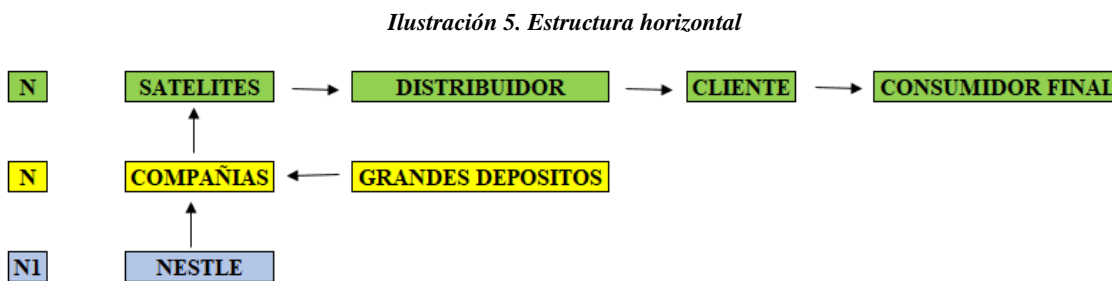 Ilustración 5. Estructura horizontal
N SATELITES DISTRIBUIDOR CLIENTE CONSUMIDOR FINAL
N COMPAÑIAS GRANDES DEPOSITOS
N1 NESTLE